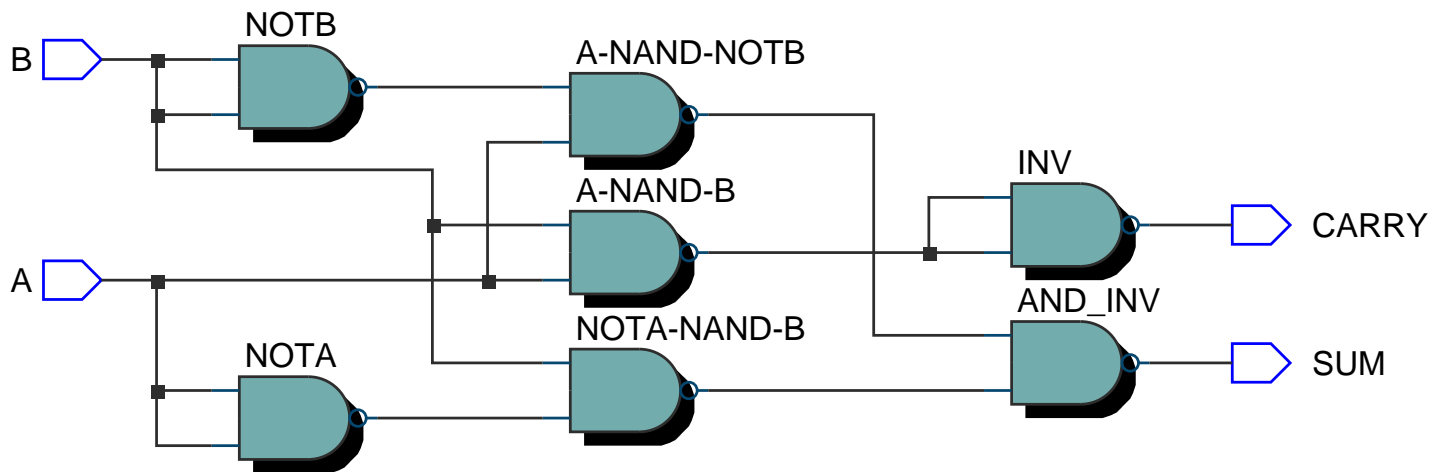 NOTB
B
A-NAND-NOTB
INV
A-NAND-B
CARRY
A
AND_INV
NOTA-NAND-B
NOTA
SUM